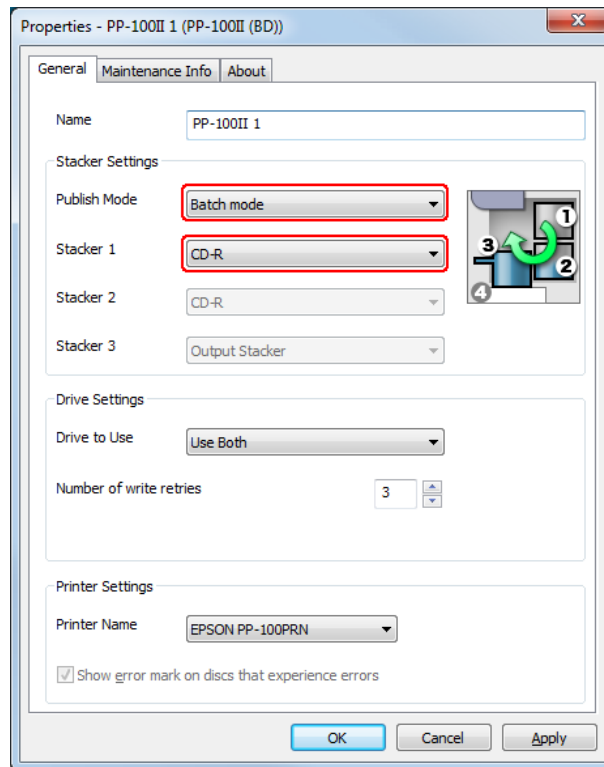 Properties - PP-100II 1 (PP-100II (BD))
General Maintenance Info About
Name PP-100II 1
Stacker Settings
Publish Mode Batch mode
Stacker 1 CD-R
Stacker 2 CD-R
Stacker 3 Output Stacker
1
3
2
4
Drive Settings
Drive to Use Use Both
Number of write retries 3
Printer Settings
Printer Name EPSON PP-100PRN
Show error mark on discs that experience errors
OK Cancel Apply